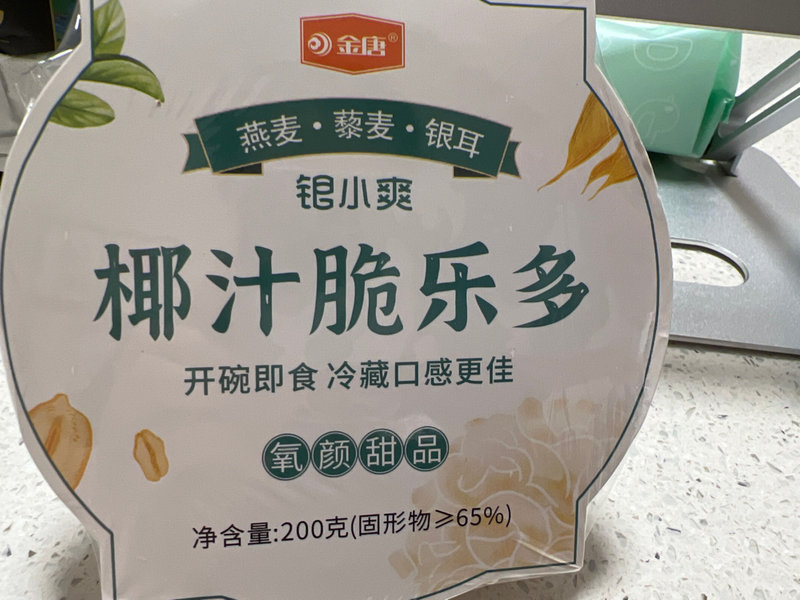 金唐®
燕麦·藜麦·银耳
银小爽
椰汁脆乐多
开碗即食 冷藏口感更佳
氧颜甜品
净含量:200克(固形物≥65%)